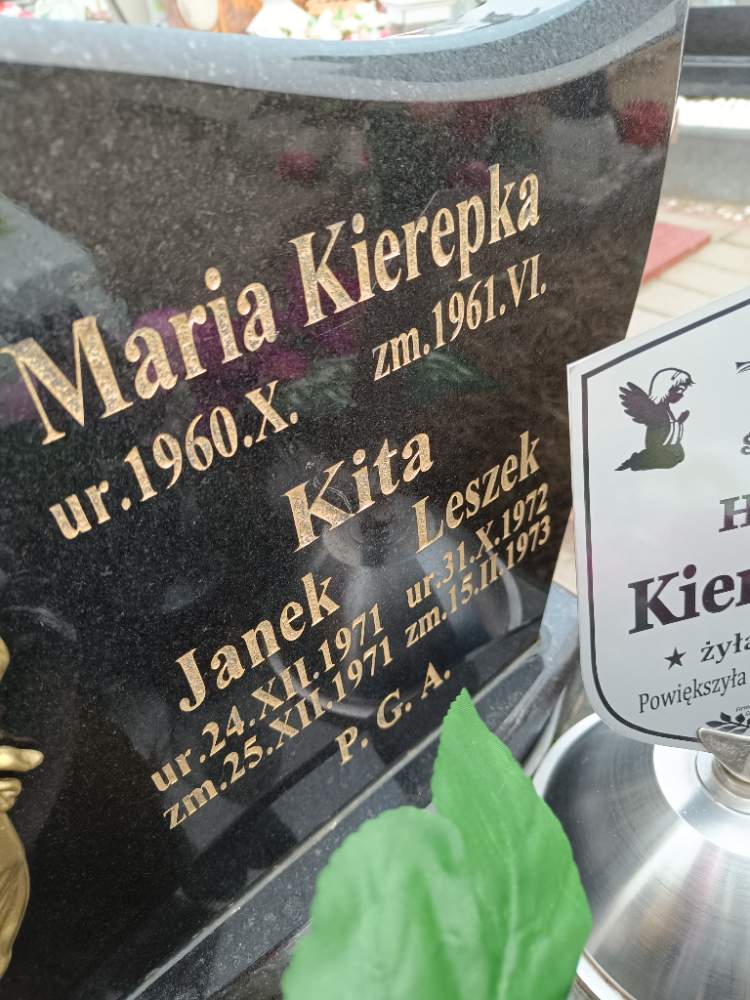 Maria Kierepka
ur.1960.X. zm.1961.VI.
Kita
Janek
ur.24.XII.1971
zm.25.XII.1971
Leszek
ur.31.X.1972
zm.15.II.1973
P. G. A.
★ żyła
Powiększyła